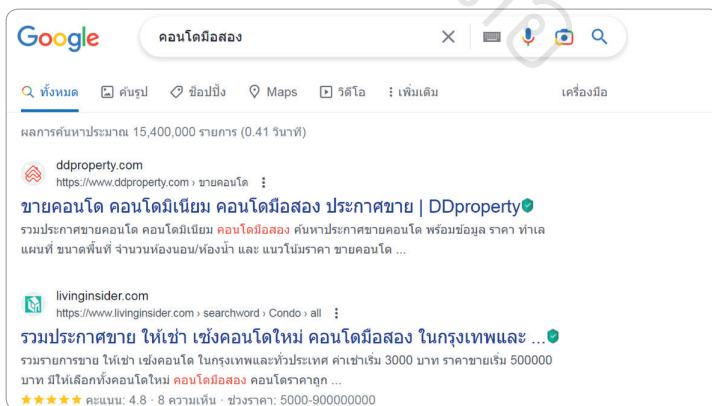 Google
คอนโดมือสอง
ทั้งหมด ค้นรูป ช็อปปิ้ง Maps วิดีโอ เพิ่มเติม เครื่องมือ
ผลการค้นหาประมาณ 15,400,000 รายการ (0.41 วินาที)
ddproperty.com
https://www.ddproperty.com › ขายคอนโด
ขายคอนโด คอนโดมิเนียม คอนโดมือสอง ประกาศขาย | DDproperty
รวมประกาศขายคอนโด คอนโดมิเนียม คอนโดมือสอง ค้นหาประกาศขายคอนโด พร้อมข้อมูล ราคา ทำเล
แผนที่ ขนาดพื้นที่ จำนวนห้องนอน/ห้องน้ำ และ แนวโน้มราคา ขายคอนโด ...
livinginsider.com
https://www.livinginsider.com › searchword › Condo › all
รวมประกาศขาย ให้เช่า เซ้งคอนโดใหม่ คอนโดมือสอง ในกรุงเทพและ ...
รวมรายการขาย ให้เช่า เซ้งคอนโด ในกรุงเทพและทั่วประเทศ ค่าเช่าเริ่ม 3000 บาท ราคาขายเริ่ม 500000
บาท มีให้เลือกทั้งคอนโดใหม่ คอนโดมือสอง คอนโดราคาถูก ...
★★★★★ คะแนน: 4.8 · 8 ความเห็น · ช่วงราคา: 5000-900000000